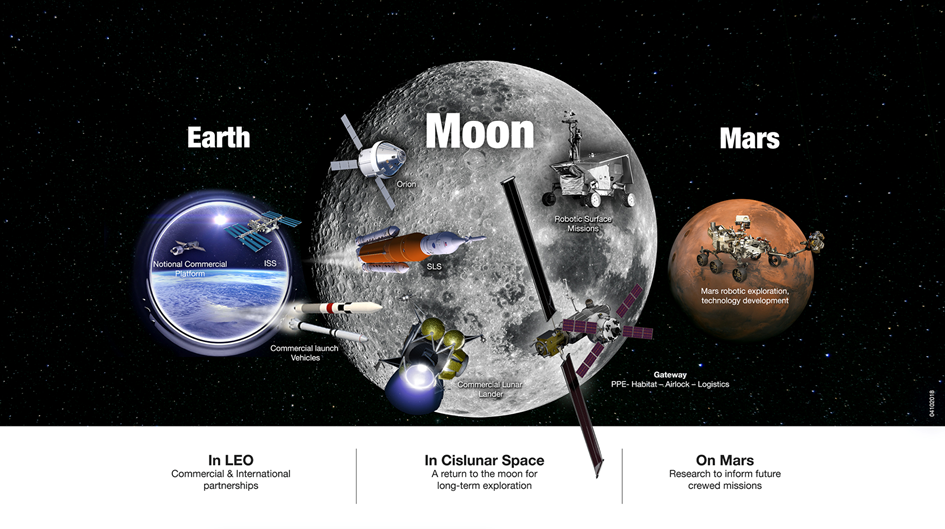 Earth
Moon
Mars
Orion
Robotic Surface
Missions
Notional Commercial
Platform
ISS
SLS
Mars robotic exploration,
technology development
Commercial launch
Vehicles
Commercial Lunar
Lander
Gateway
PPE- Habitat – Airlock – Logistics
04102018
In LEO
Commercial & International
partnerships
In Cislunar Space
A return to the moon for
long-term exploration
On Mars
Research to inform future
crewed missions